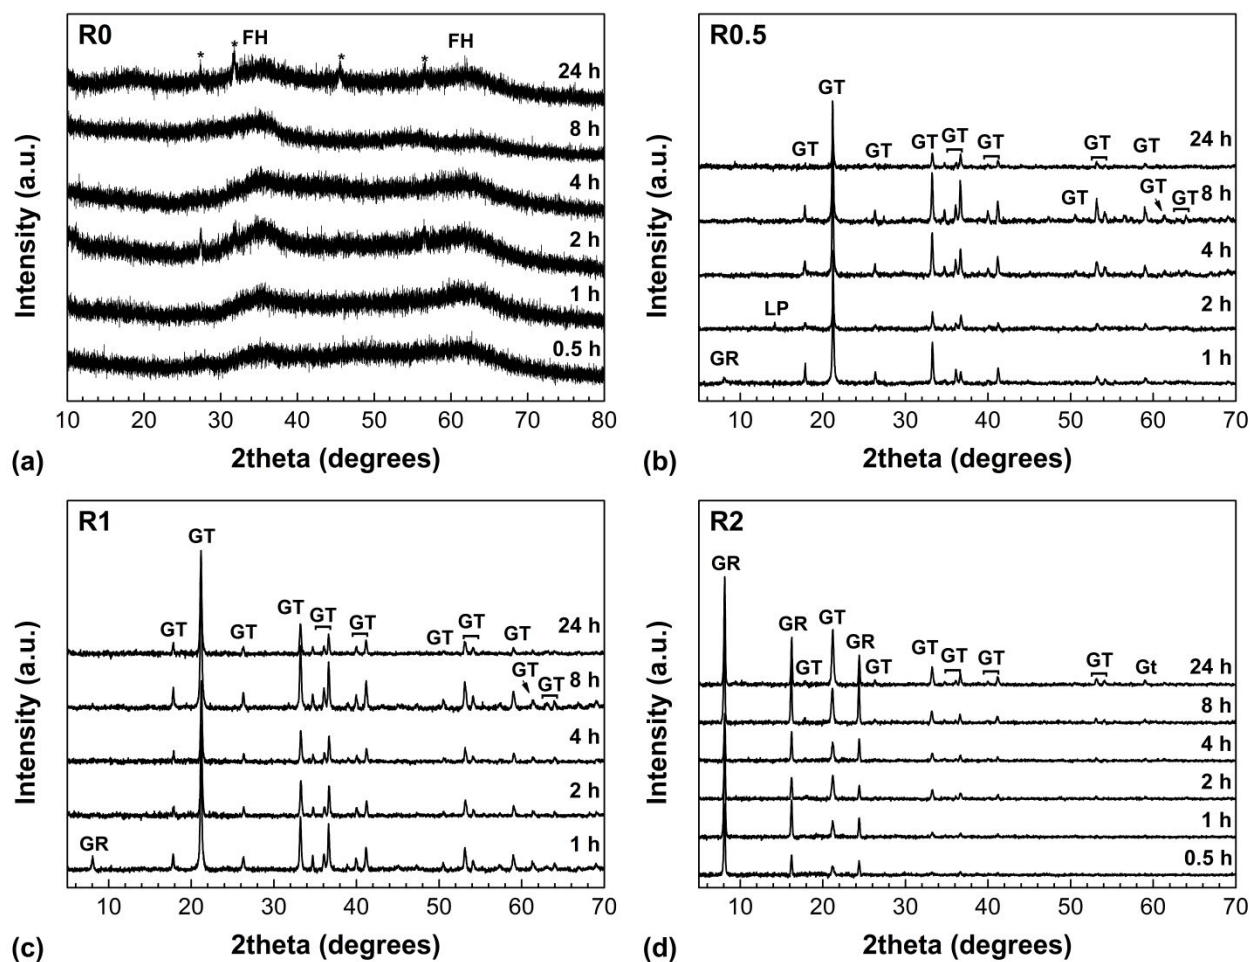 R0
* * FH * * FH
24 h
8 h
4 h
2 h
1 h
0.5 h
10 20 30 40 50 60 70 80
Intensity (a.u.)
2theta (degrees)
(a)
R0.5
GT
GT GT GT GT GT GT GT 24 h
GT GT GT 8 h
4 h
LP 2 h
GR 1 h
10 20 30 40 50 60 70
Intensity (a.u.)
2theta (degrees)
(b)
R1
GT
GT GT GT GT GT GT GT GT 24 h
GT GT 8 h
4 h
2 h
GR 1 h
10 20 30 40 50 60 70
Intensity (a.u.)
2theta (degrees)
(c)
R2
GR
GR GT GT GR GT GT GT GT GT Gt 24 h
8 h
4 h
2 h
1 h
0.5 h
10 20 30 40 50 60 70
Intensity (a.u.)
2theta (degrees)
(d)